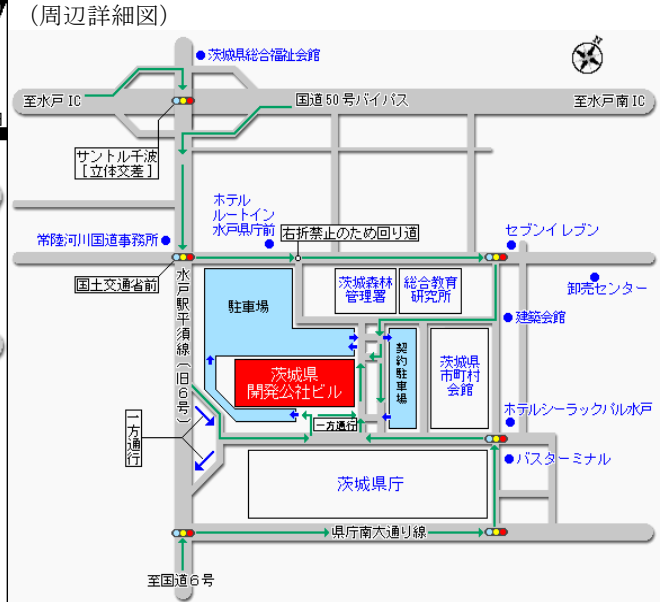 （周辺詳細図）
茨城県総合福祉会館
N
至水戸 IC
国道50号バイパス
至水戸南IC
サントル千波
[立体交差]
ホテル
ルートイン
水戸県庁前
常陸河川国道事務所
右折禁止のため回り道
セブンイレブン
国土交通省前
水戸駅平須線（旧６号）
駐車場
茨城森林
管理署
総合教育
研究所
卸売センター
建築会館
契約駐車場
茨城県
市町村
会館
茨城県
開発公社ビル
ホテルシーラックパル水戸
一方通行
一方通行
バスターミナル
茨城県庁
県庁南大通り線
至国道６号